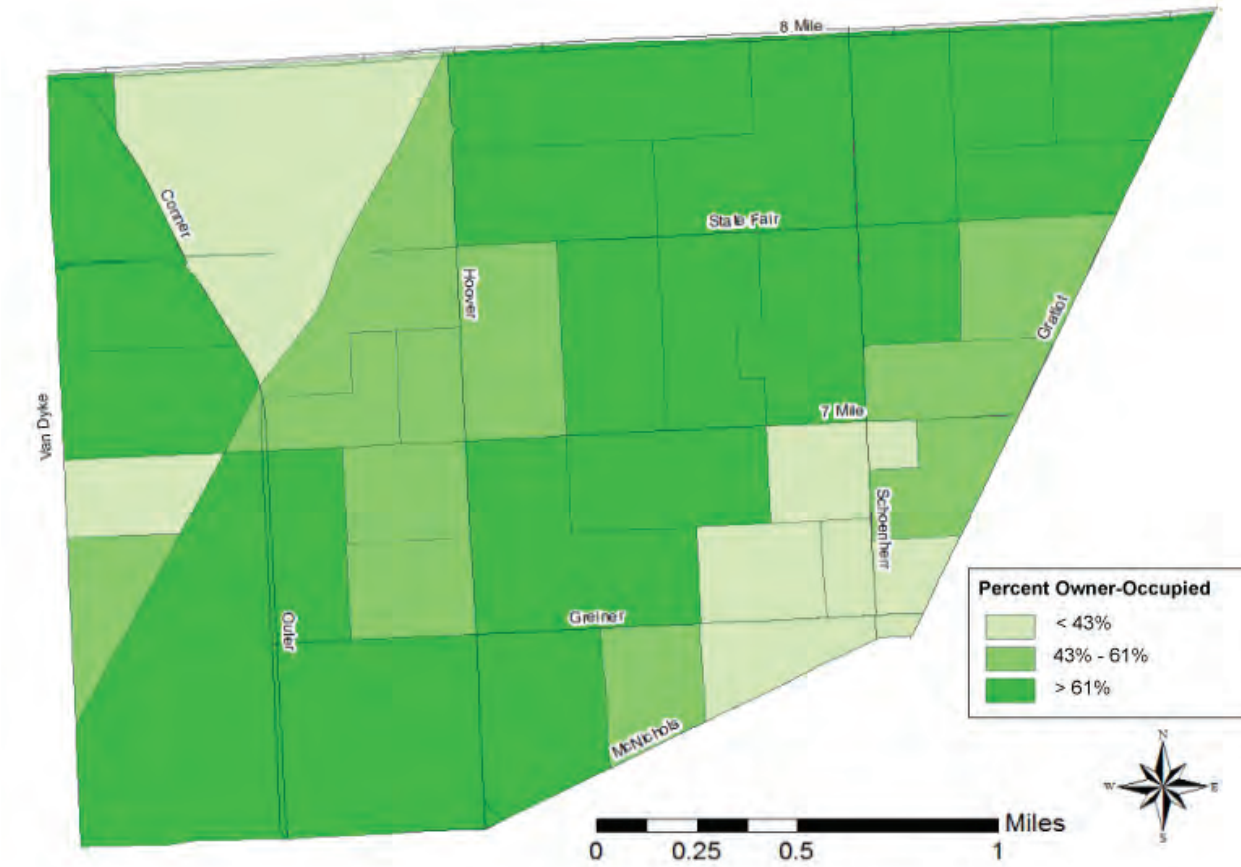 8 Mile
Conner
State Fair
Hoover
Gratiot
Van Dyke
7 Mile
Schoenherr
Outer
Greiner
McNichols
Percent Owner-Occupied
< 43%
43% - 61%
> 61%
N
W E
S
Miles
0 0.25 0.5 1